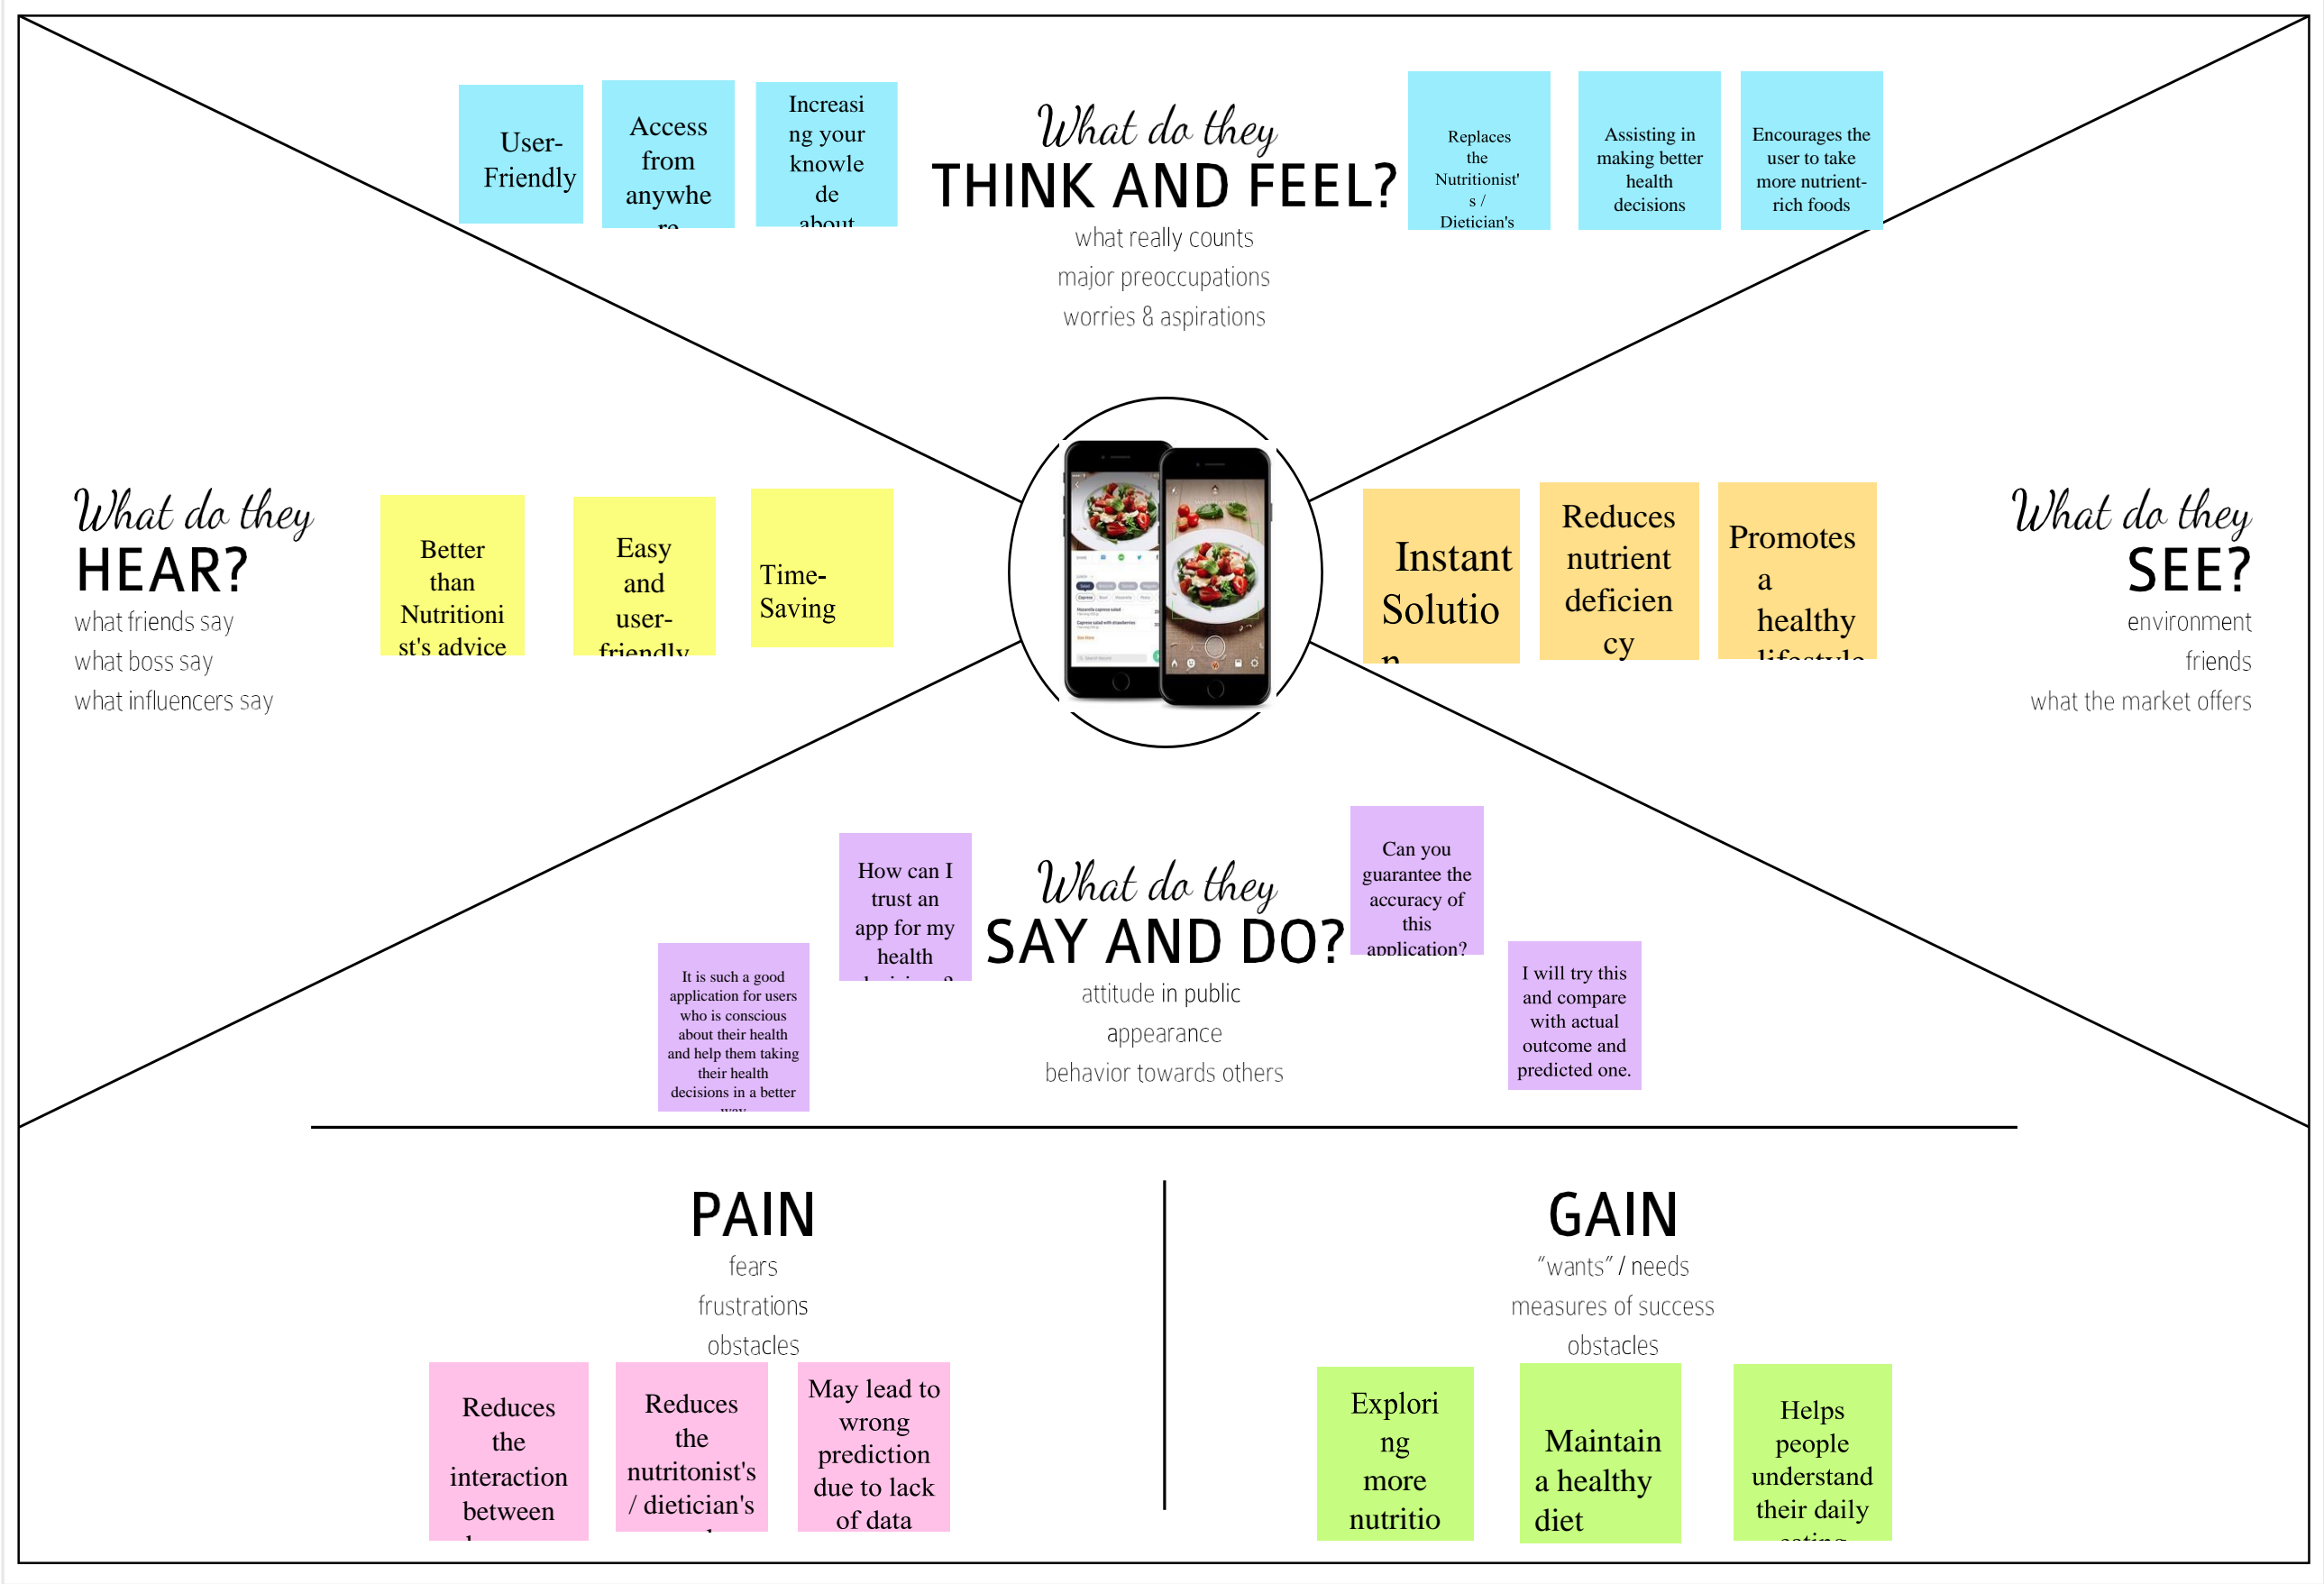 User-
Friendly
Access
from
anywhe
re
Increasi
ng your
knowle
de
about
What do they
THINK AND FEEL?
what really counts
major preoccupations
worries & aspirations
Replaces
the
Nutritionist'
s /
Dietician's
Assisting in
making better
health
decisions
Encourages the
user to take
more nutrient-
rich foods
What do they
HEAR?
what friends say
what boss say
what influencers say
Better
than
Nutritioni
st's advice
Easy
and
user-
friendly
Time-
Saving
Instant
Solutio
n
Reduces
nutrient
deficien
cy
Promotes
a
healthy
lifestyle
What do they
SEE?
environment
friends
what the market offers
It is such a good
application for users
who is conscious
about their health
and help them taking
their health
decisions in a better
way
How can I
trust an
app for my
health
What do they
SAY AND DO?
attitude in public
appearance
behavior towards others
Can you
guarantee the
accuracy of
this
application?
I will try this
and compare
with actual
outcome and
predicted one.
PAIN
fears
frustrations
obstacles
Reduces
the
interaction
between
Reduces
the
nutritonist's
/ dietician's
May lead to
wrong
prediction
due to lack
of data
GAIN
“wants” / needs
measures of success
obstacles
Explori
ng
more
nutritio
Maintain
a healthy
diet
Helps
people
understand
their daily
eating